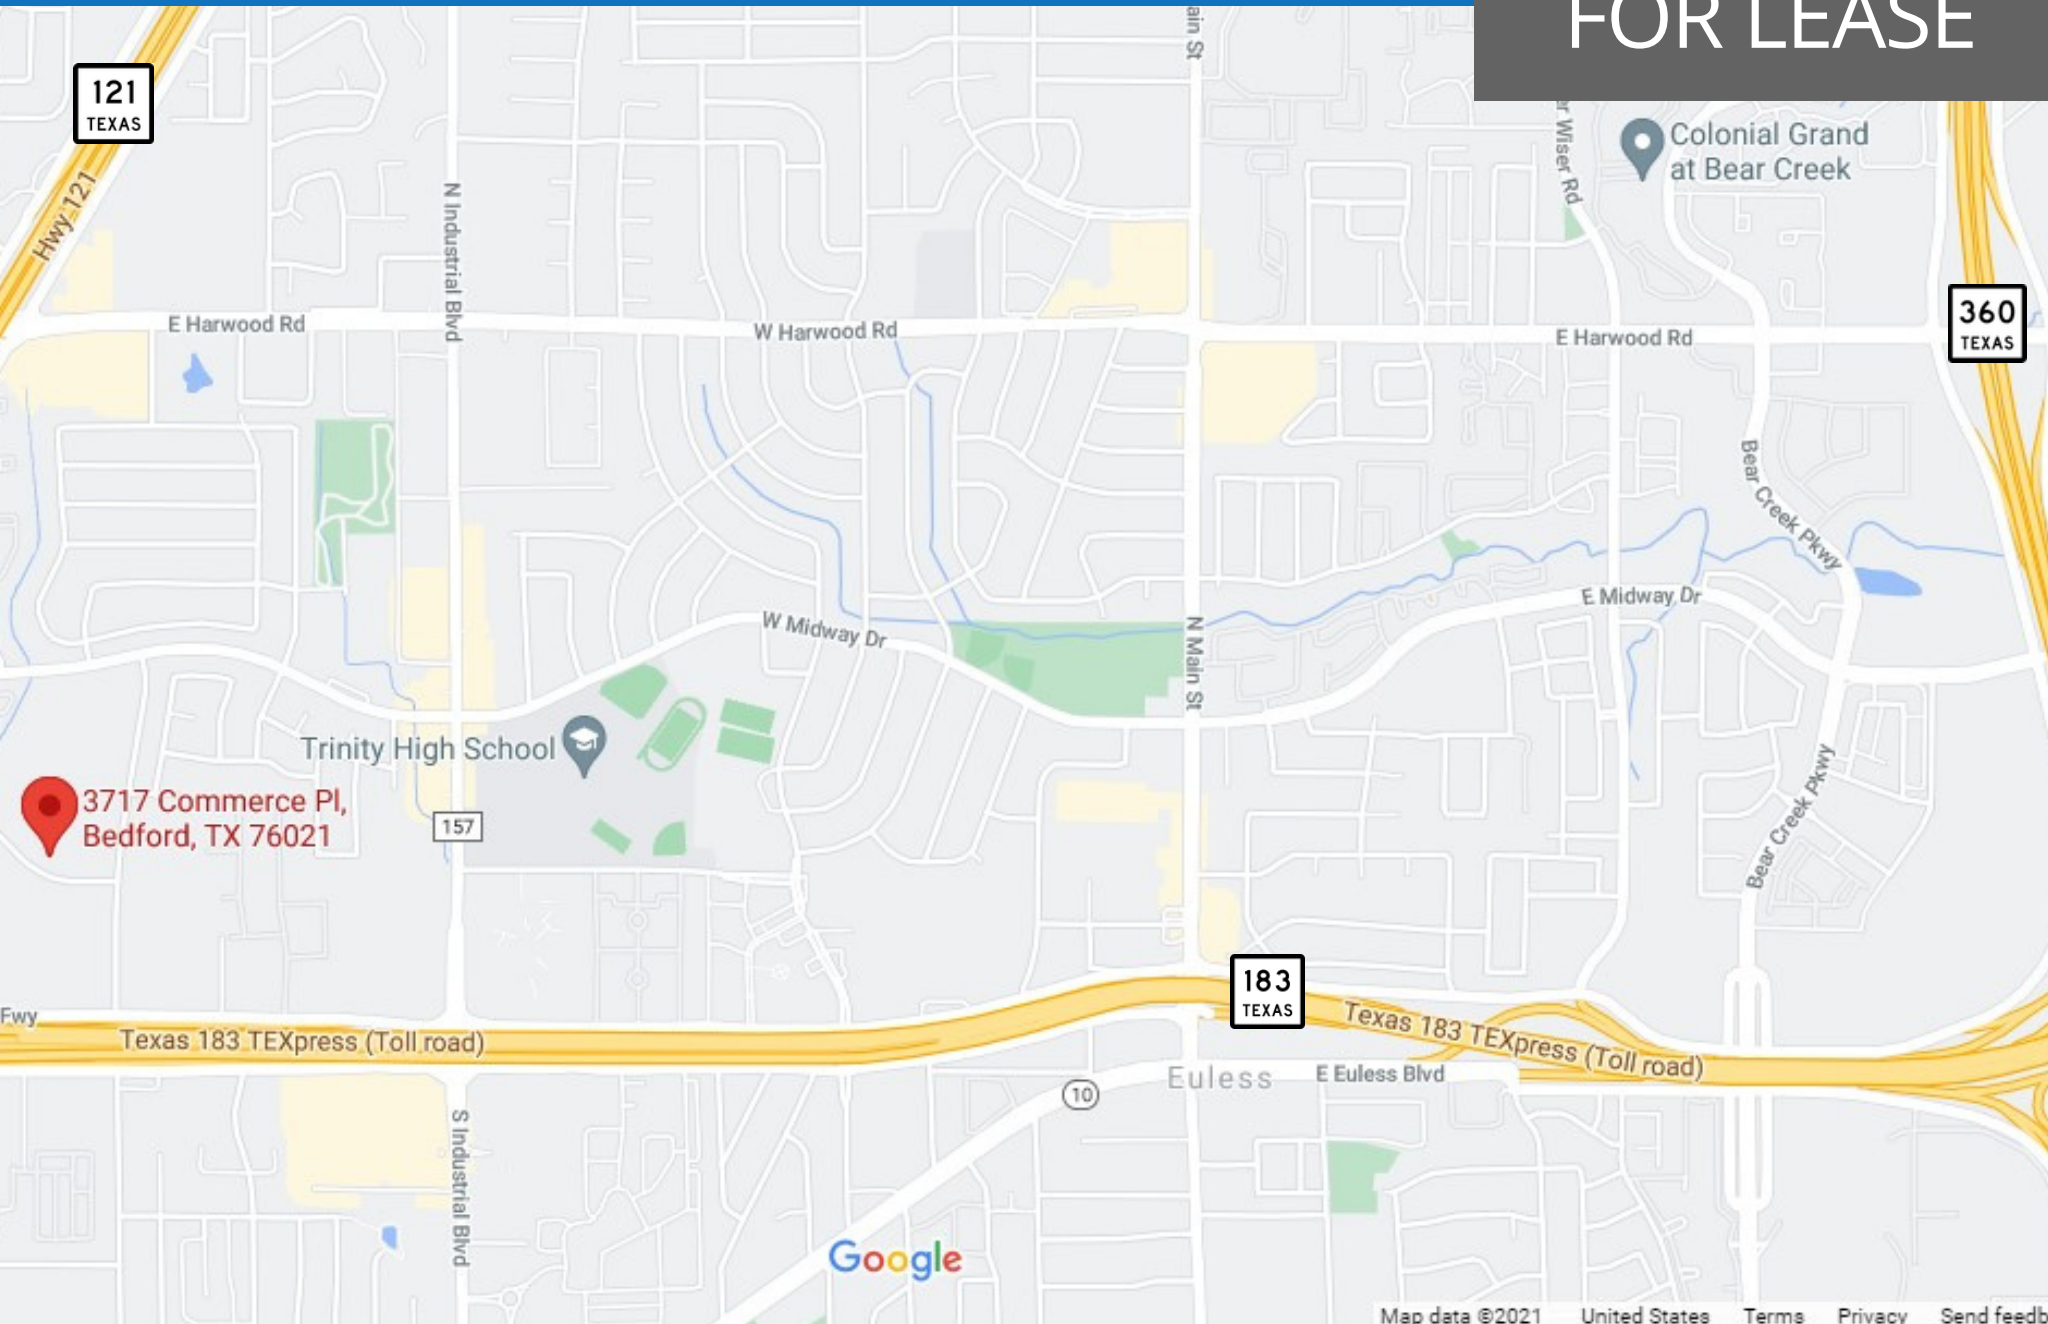 FOR LEASE
ain St
121
TEXAS
Hwy 121
N Industrial Blvd
er Wiser Rd
Colonial Grand
at Bear Creek
360
TEXAS
E Harwood Rd
W Harwood Rd
E Harwood Rd
Bear Creek Pkwy
E Midway Dr
W Midway Dr
N Main St
Trinity High School
3717 Commerce Pl,
Bedford, TX 76021
157
Bear Creek Pkwy
183
TEXAS
Fwy
Texas 183 TEXpress (Toll road)
Texas 183 TEXpress (Toll road)
Euless
E Euless Blvd
10
S Industrial Blvd
Google
Map data ©2021 United States Terms Privacy Send feedb